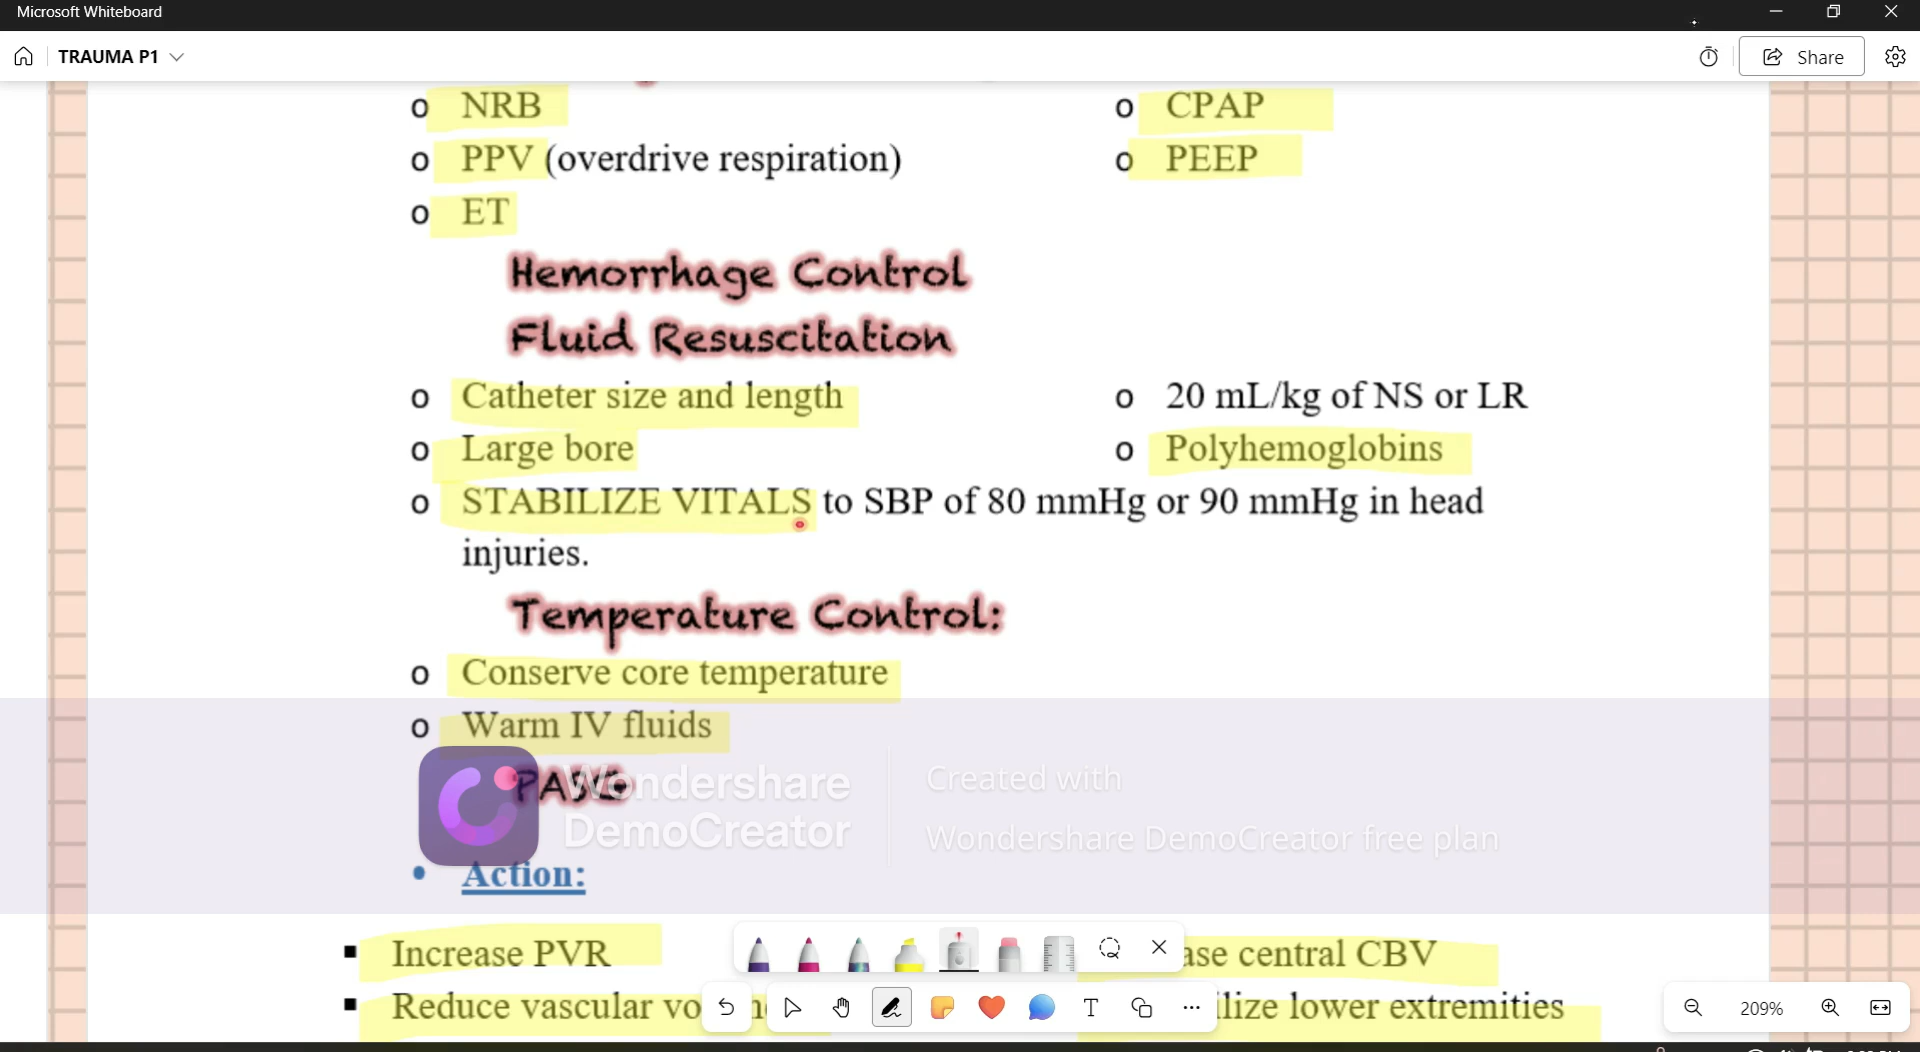 Microsoft Whiteboard
TRAUMA P1
Share
o NRB
o CPAP
o PPV (overdrive respiration)
o PEEP
o ET
Hemorrhage Control
Fluid Resuscitation
o Catheter size and length
o 20 mL/kg of NS or LR
o Large bore
o Polyhemoglobins
o STABILIZE VITALS to SBP of 80 mmHg or 90 mmHg in head
injuries.
Temperature Control:
o Conserve core temperature
o Warm IV fluids
PASG
Wondershare
DemoCreator
Created with
Wondershare DemoCreator free plan
• Action:
▪ Increase PVR
ase central CBV
▪ Reduce vascular vo
ilize lower extremities
T
209%